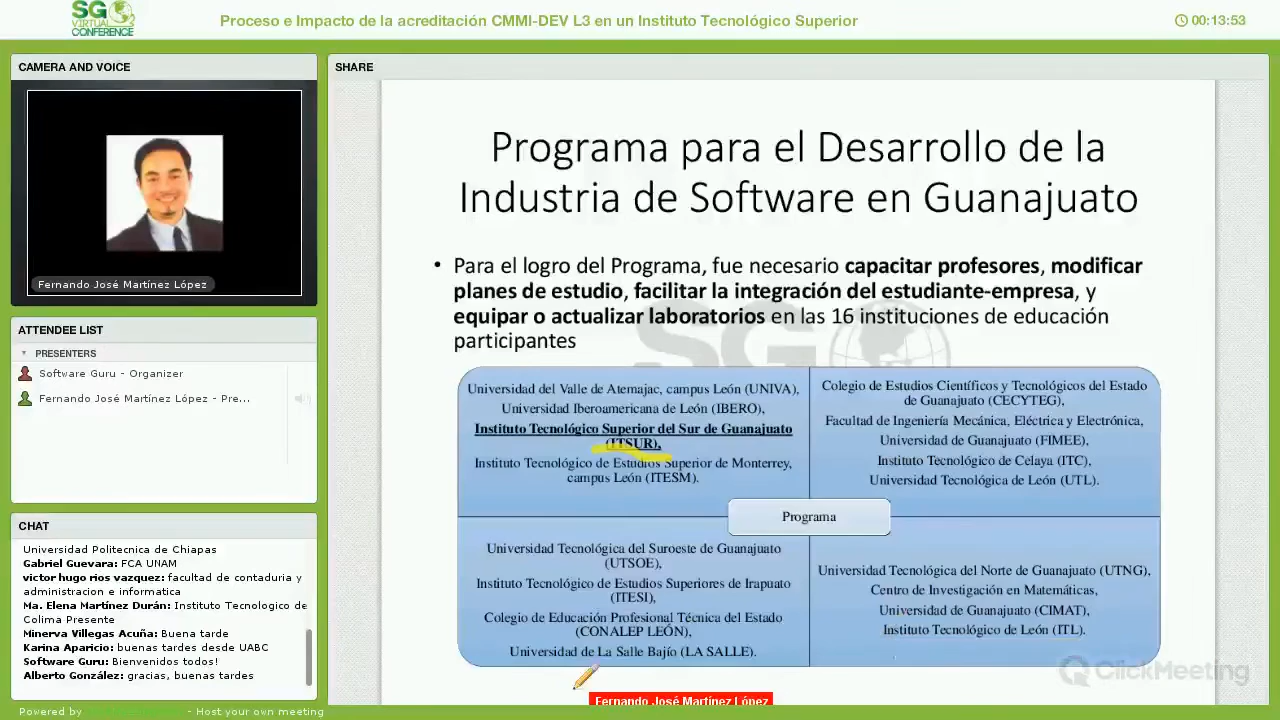 SG
VIRTUAL
CONFERENCE
Proceso e Impacto de la acreditación CMMI-DEV L3 en un Instituto Tecnológico Superior
00:13:53
CAMERA AND VOICE
Fernando José Martínez López
ATTENDEE LIST
PRESENTERS
Software Guru - Organizer
Fernando José Martínez López - Pre...
CHAT
Universidad Politecnica de Chiapas
Gabriel Guevara: FCA UNAM
victor hugo rios vazquez: facultad de contaduria y
administracion e informatica
Ma. Elena Martínez Durán: Instituto Tecnologico de
Colima Presente
Minerva Villegas Acuña: Buena tarde
Karina Aparicio: buenas tardes desde UABC
Software Guru: Bienvenidos todos!
Alberto González: gracias, buenas tardes
Powered by
- Host your own meeting
SHARE
Programa para el Desarrollo de la
Industria de Software en Guanajuato
• Para el logro del Programa, fue necesario capacitar profesores, modificar
planes de estudio, facilitar la integración del estudiante-empresa, y
equipar o actualizar laboratorios en las 16 instituciones de educación
participantes
SG
Universidad del Valle de Atemajac, campus León (UNIVA),
Universidad Iberoamericana de León (IBERO),
Instituto Tecnológico Superior del Sur de Guanajuato
(ITSUR),
Instituto Tecnológico de Estudios Superior de Monterrey,
campus León (ITESM).
Colegio de Estudios Científicos y Tecnológicos del Estado
de Guanajuato (CECYTEG),
Facultad de Ingeniería Mecánica, Eléctrica y Electrónica,
Universidad de Guanajuato (FIMEE),
Instituto Tecnológico de Celaya (ITC),
Universidad Tecnológica de León (UTL).
Programa
Universidad Tecnológica del Suroeste de Guanajuato
(UTSOE),
Instituto Tecnológico de Estudios Superiores de Irapuato
(ITESI),
Colegio de Educación Profesional Técnica del Estado
(CONALEP LEÓN),
Universidad de La Salle Bajío (LA SALLE).
Universidad Tecnológica del Norte de Guanajuato (UTNG),
Centro de Investigación en Matemáticas,
Universidad de Guanajuato (CIMAT),
Instituto Tecnológico de León (ITL).
ClickMeeting
Fernando José Martínez López